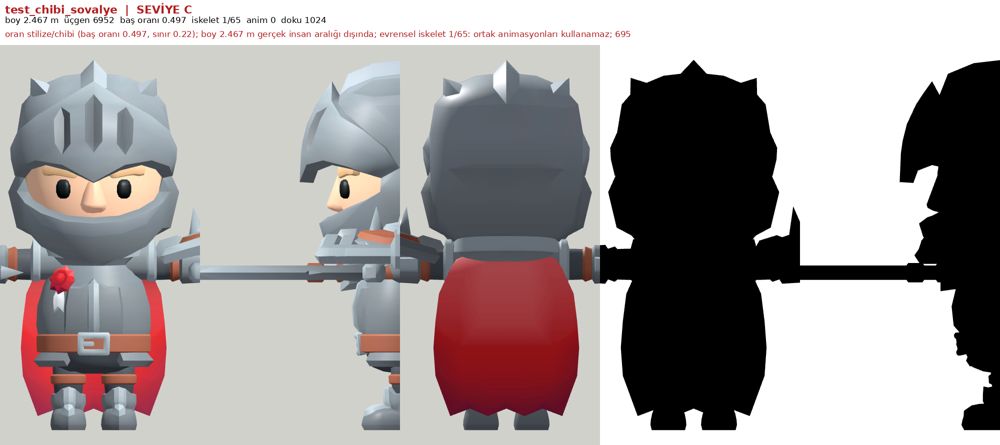 test_chibi_sovalye | SEVİYE C
boy 2.467 m üçgen 6952 baş oranı 0.497 iskelet 1/65 anim 0 doku 1024
oran stilize/chibi (baş oranı 0.497, sınır 0.22); boy 2.467 m gerçek insan aralığı dışında; evrensel iskelet 1/65: ortak animasyonları kullanamaz; 695